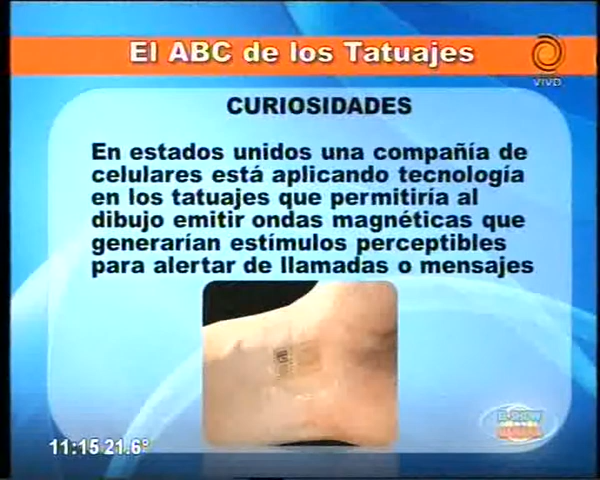 El ABC de los Tatuajes
VIVO
CURIOSIDADES
En estados unidos una compañía de
celulares está aplicando tecnología
en los tatuajes que permitiría al
dibujo emitir ondas magnéticas que
generarían estímulos perceptibles
para alertar de llamadas o mensajes
EL SHOW
11:15 21.6°